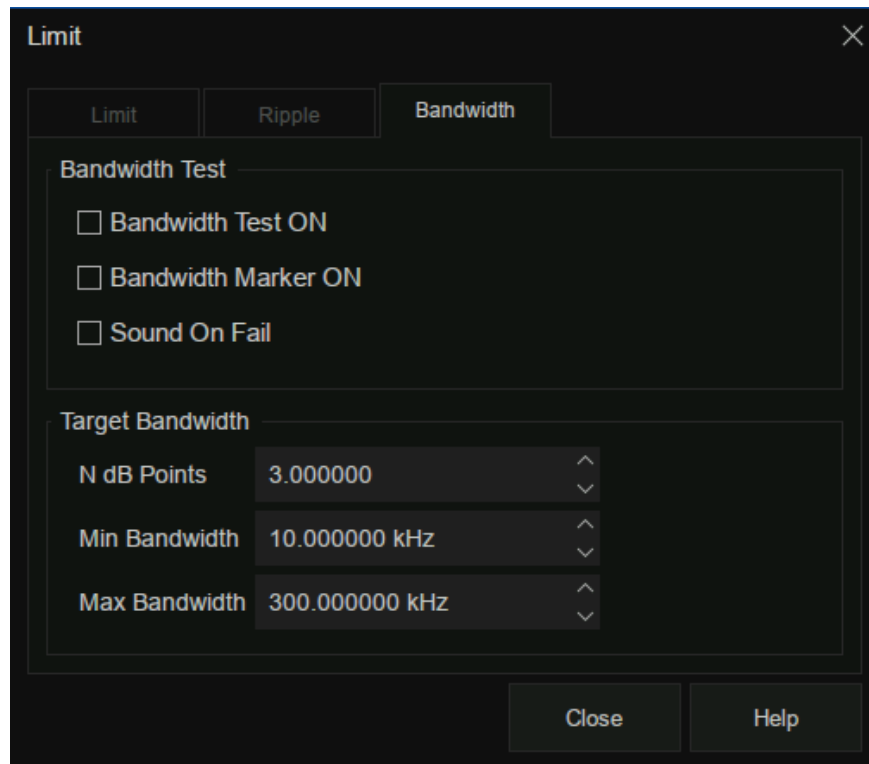 Limit
Limit Ripple Bandwidth
Bandwidth Test
Bandwidth Test ON
Bandwidth Marker ON
Sound On Fail
Target Bandwidth
N dB Points 3.000000
Min Bandwidth 10.000000 kHz
Max Bandwidth 300.000000 kHz
Close Help